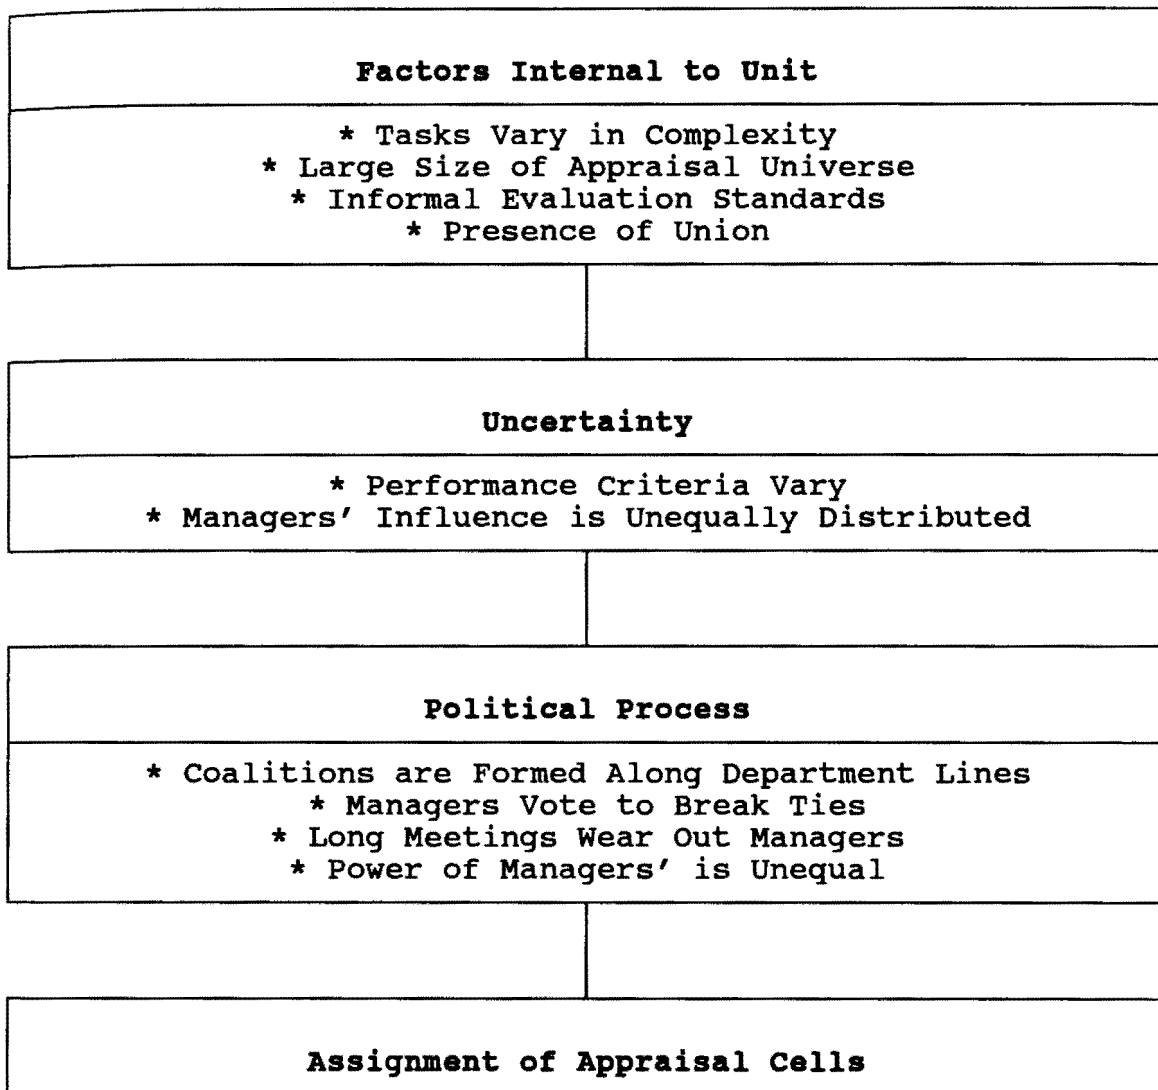 Factors Internal to Unit
* Tasks Vary in Complexity
* Large Size of Appraisal Universe
* Informal Evaluation Standards
* Presence of Union
Uncertainty
* Performance Criteria Vary
* Managers' Influence is Unequally Distributed
Political Process
* Coalitions are Formed Along Department Lines
* Managers Vote to Break Ties
* Long Meetings Wear Out Managers
* Power of Managers' is Unequal
Assignment of Appraisal Cells